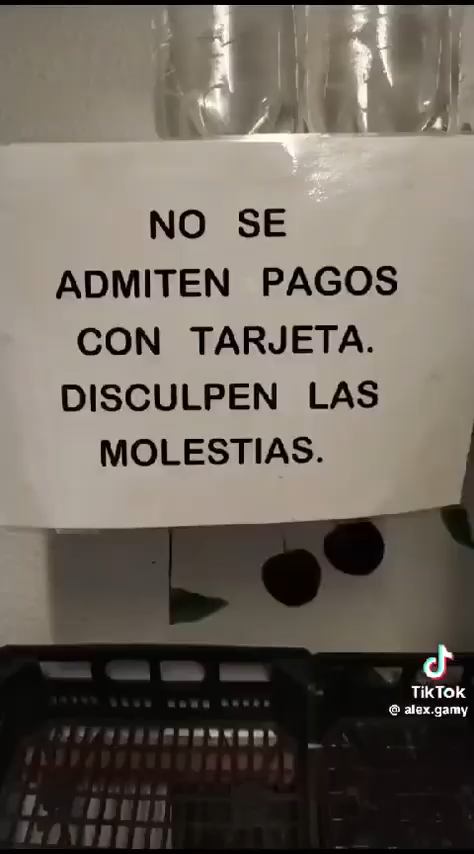 NO SE
ADMITEN PAGOS
CON TARJETA.
DISCULPEN LAS
MOLESTIAS.
TikTok
@ alex.gamy